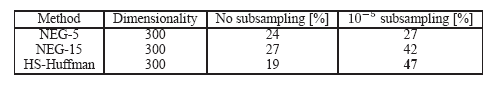 Method Dimensionality No subsampling [%] 10⁻⁵ subsampling [%]
NEG-5 300 24 27
NEG-15 300 27 42
HS-Huffman 300 19 47